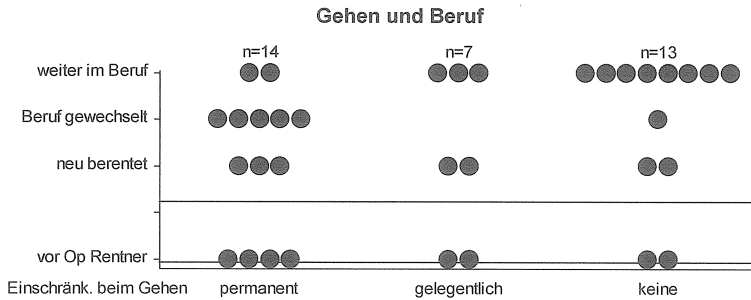 Gehen und Beruf
n=14 n=7 n=13
weiter im Beruf
Beruf gewechselt
neu berentet
vor Op Rentner
Einschränk. beim Gehen permanent gelegentlich keine